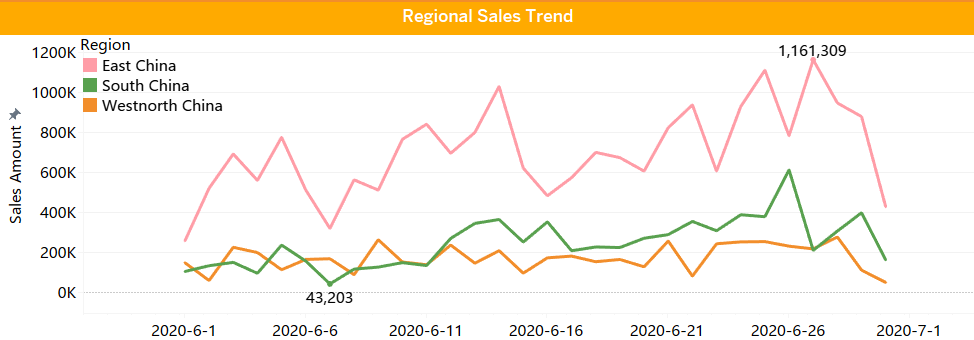 Regional Sales Trend
Region
East China
South China
Westnorth China
Sales Amount
1200K
1000K
800K
600K
400K
200K
0K
1,161,309
43,203
2020-6-1
2020-6-6
2020-6-11
2020-6-16
2020-6-21
2020-6-26
2020-7-1